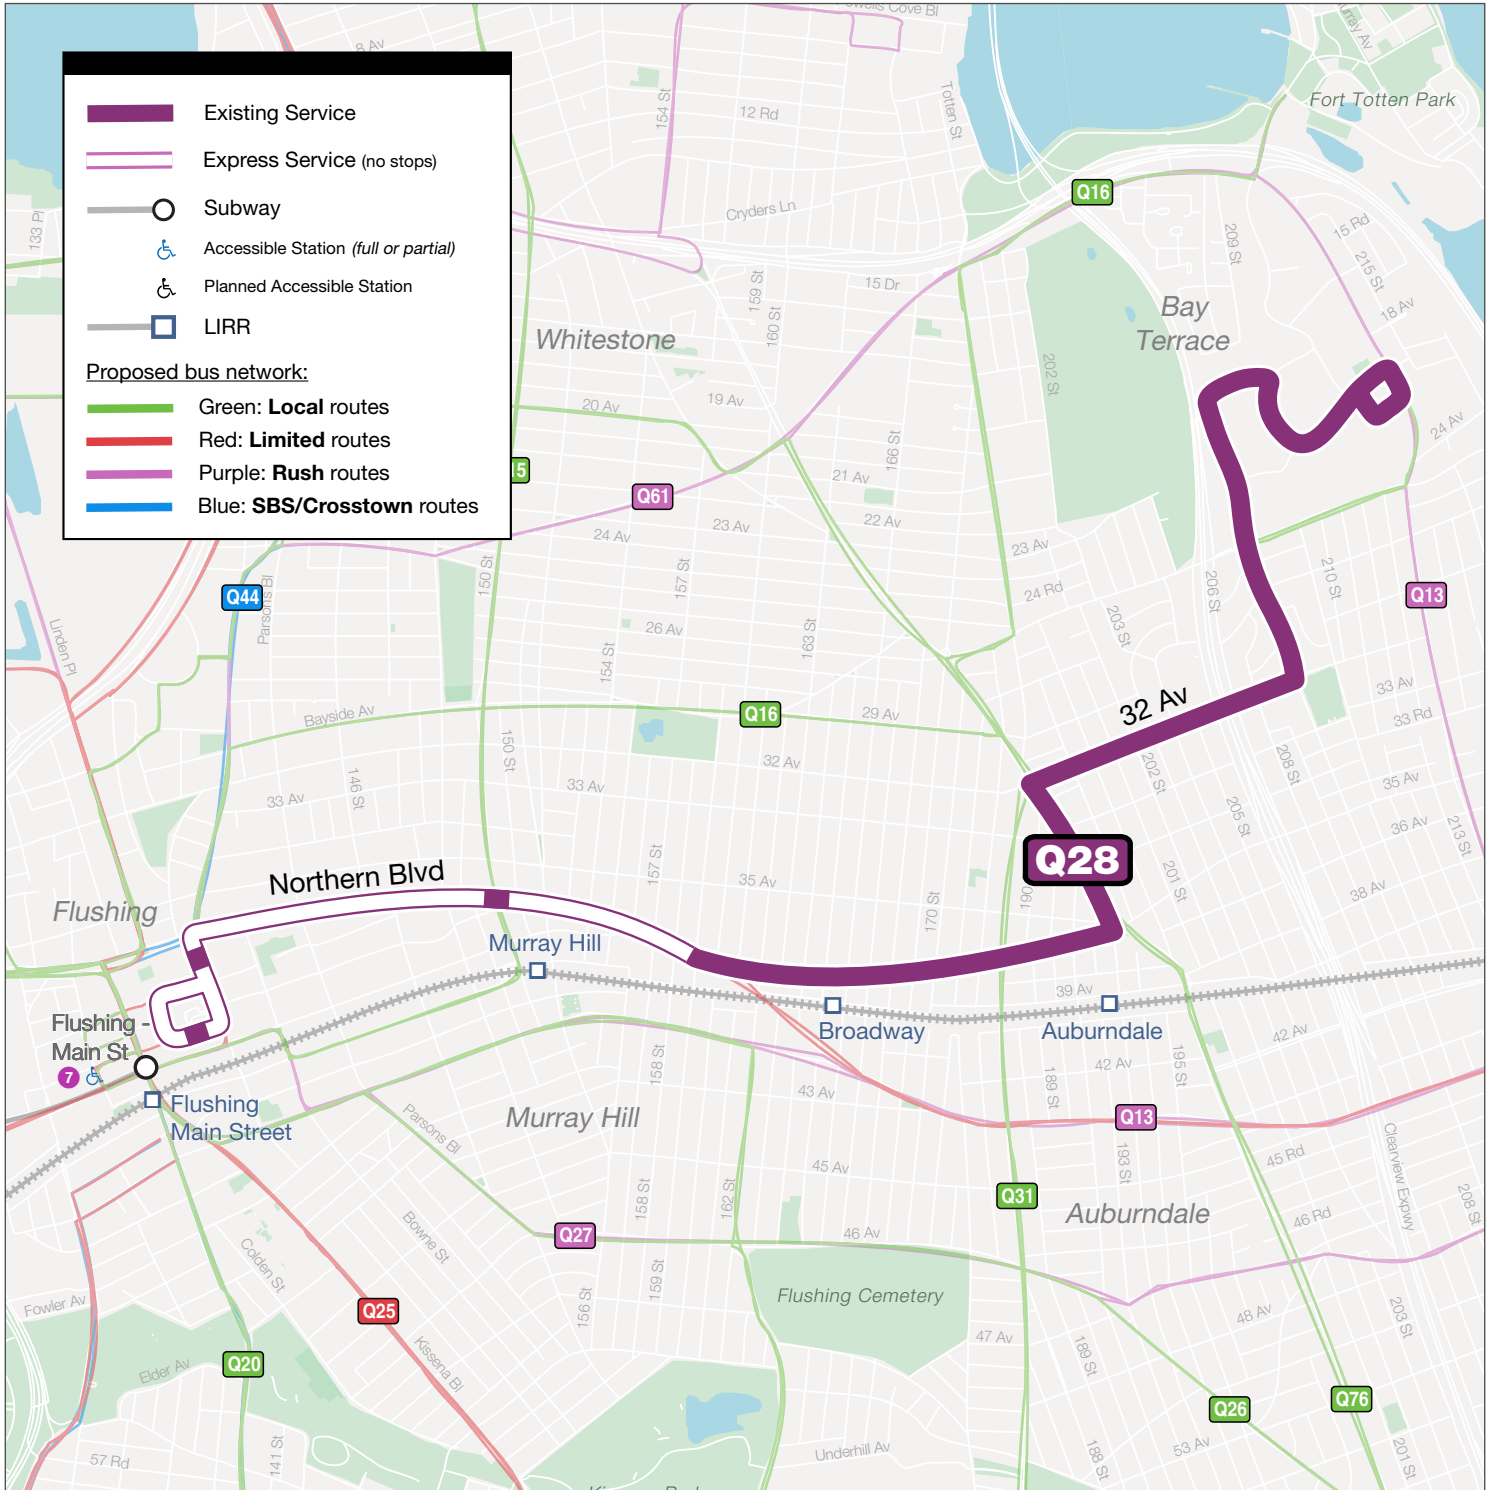 Existing Service
Express Service (no stops)
Subway
Accessible Station (full or partial)
Planned Accessible Station
LIRR
Proposed bus network:
Green: Local routes
Red: Limited routes
Purple: Rush routes
Blue: SBS/Crosstown routes
8 Av
154 St
12 Rd
Totten St
Fort Totten Park
Q16
133 Pl
Cryders Ln
209 St
15 Rd
215 St
15 Dr
159 St
160 St
18 Av
Whitestone
Bay
Terrace
202 St
20 Av
19 Av
24 Av
166 St
15
21 Av
Q61
22 Av
23 Av
24 Av
23 Av
150 St
157 St
24 Rd
206 St
210 St
Q13
Q44
Parsons Bl
Linden Pl
26 Av
163 St
203 St
154 St
33 Av
32 Av
Bayside Av
Q16
29 Av
33 Rd
150 St
32 Av
202 St
208 St
35 Av
146 St
33 Av
33 Av
205 St
36 Av
213 St
Q28
157 St
Northern Blvd
35 Av
201 St
38 Av
190
170 St
Flushing
Murray Hill
39 Av
Flushing -
Main St
7
Broadway
Auburndale
42 Av
158 St
195 St
42 Av
189 St
43 Av
Flushing
Main Street
Parsons Bl
Murray Hill
Q13
Clearview Expwy
193 St
45 Av
45 Rd
158 St
162 St
Q31
208 St
Auburndale
46 Rd
Bowne St
Q27
46 Av
Colden St
159 St
156 St
Flushing Cemetery
Fowler Av
Q25
48 Av
203 St
47 Av
189 St
Elder Av
Q20
Kissena Bl
Q26
Q76
Underhill Av
53 Av
57 Rd
141 St
188 St
201 St